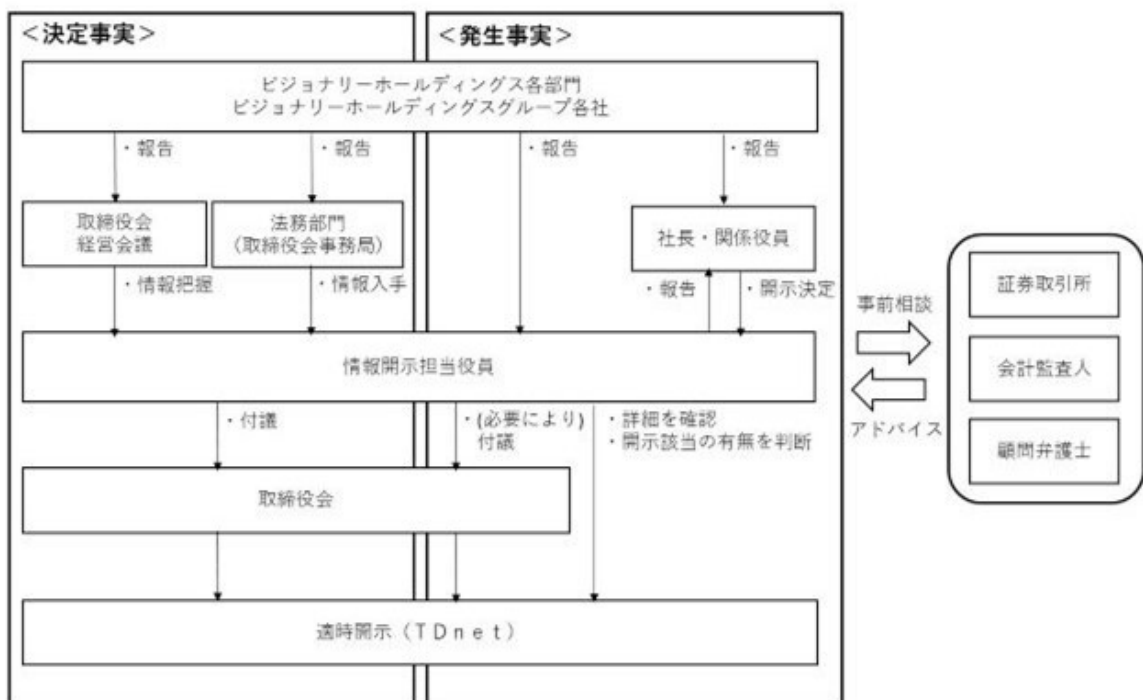 ＜決定事実＞
＜発生事実＞
ビジョナリーホールディングス各部門
ビジョナリーホールディングスグループ各社
・報告
・報告
・報告
・報告
取締役会
経営会議
法務部門
（取締役会事務局）
社長・関係役員
・情報把握
・情報入手
・報告
・開示決定
情報開示担当役員
・付議
・(必要により)
付議
・詳細を確認
・開示該当の有無を判断
取締役会
適時開示（ＴＤｎｅｔ）
事前相談
アドバイス
証券取引所
会計監査人
顧問弁護士